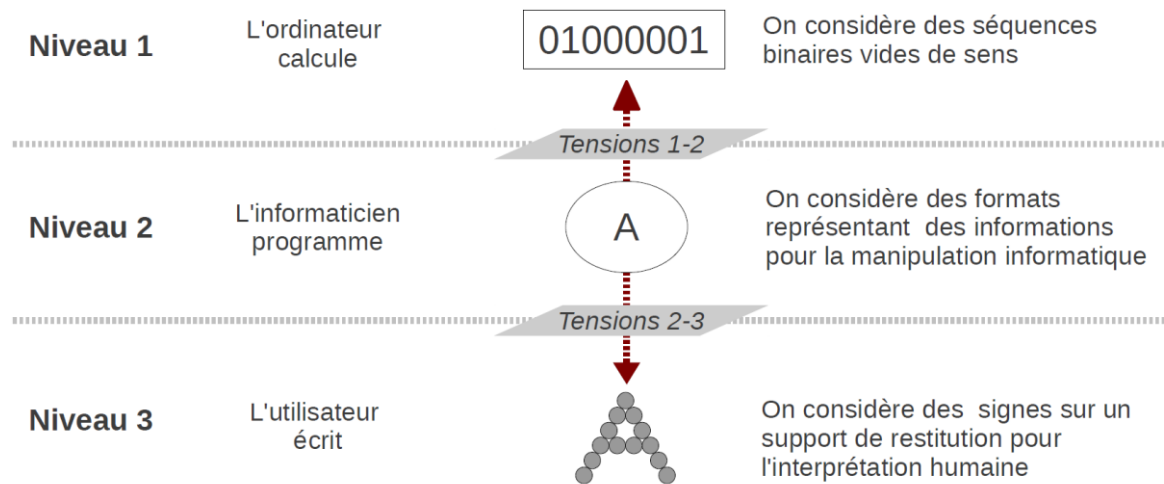 Niveau 1
L'ordinateur
calcule
01000001
On considère des séquences
binaires vides de sens
Tensions 1-2
Niveau 2
L'informaticien
programme
A
On considère des formats
représentant des informations
pour la manipulation informatique
Tensions 2-3
Niveau 3
L'utilisateur
écrit
A
On considère des signes sur un
support de restitution pour
l'interprétation humaine